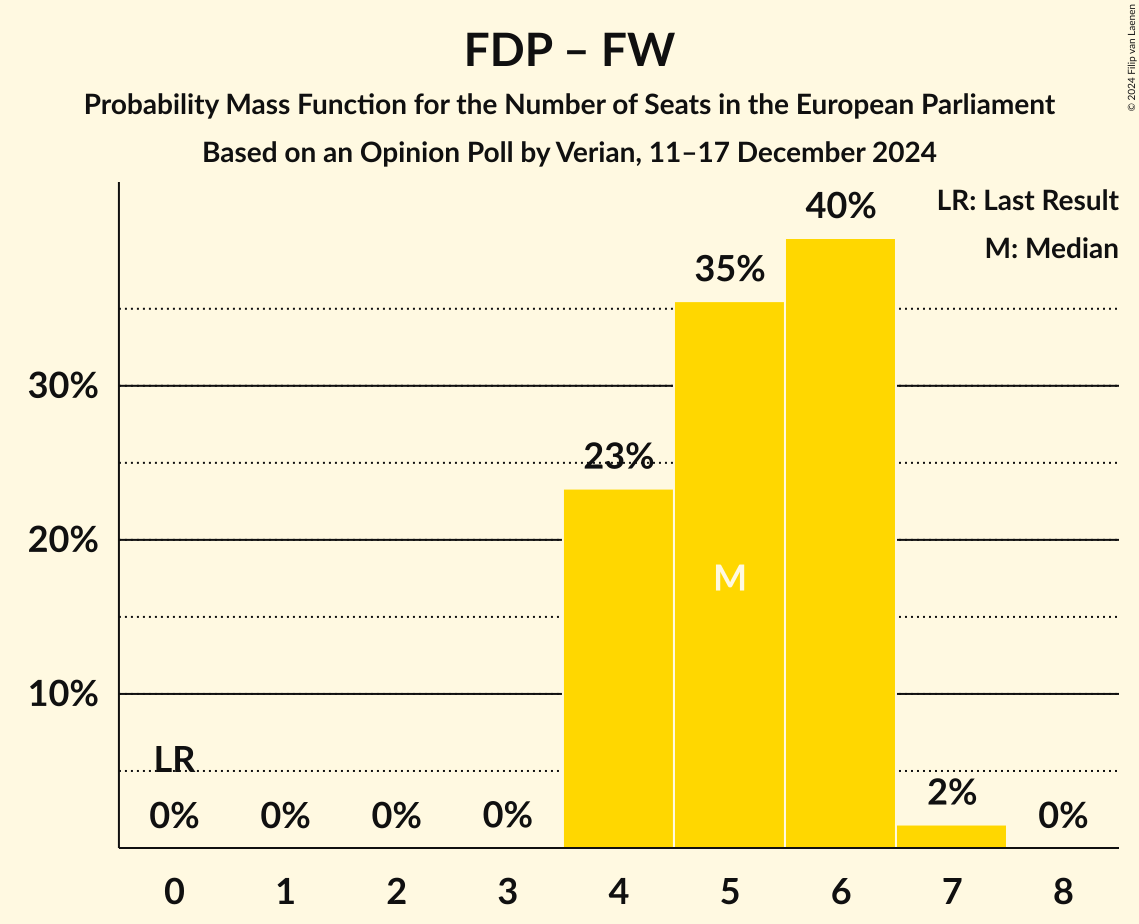 FDP – FW
Probability Mass Function for the Number of Seats in the European Parliament
Based on an Opinion Poll by Verian, 11–17 December 2024
© 2024 Filip van Laenen
LR: Last Result
M: Median
40%
35%
30%
23%
20%
M
10%
LR
2%
0% 0% 0% 0% 0%
0 1 2 3 4 5 6 7 8